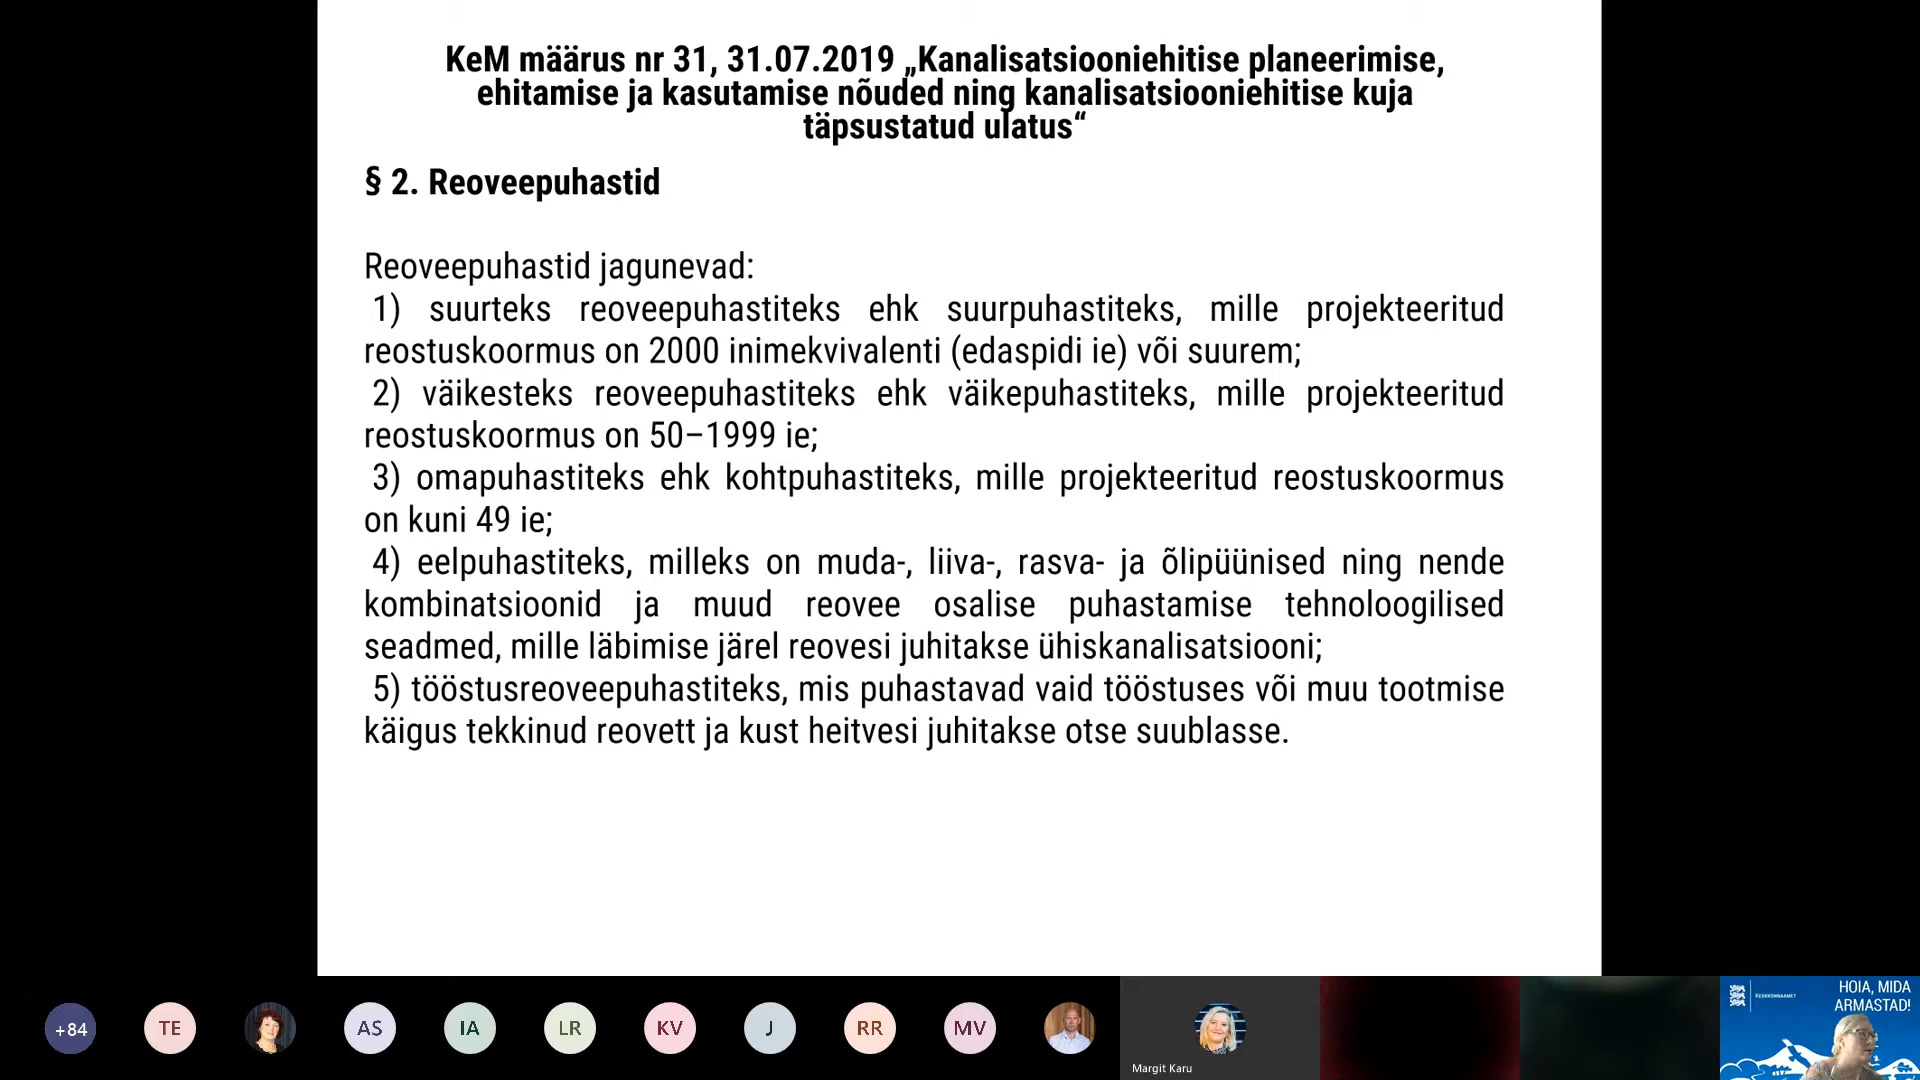 KeM määrus nr 31, 31.07.2019 „Kanalisatsiooniehitise planeerimise,
ehitamise ja kasutamise nõuded ning kanalisatsiooniehitise kuja
täpsustatud ulatus“
§ 2. Reoveepuhastid
Reoveepuhastid jagunevad:
1) suurteks reoveepuhastiteks ehk suurpuhastiteks, mille projekteeritud
reostuskoormus on 2000 inimekvivalenti (edaspidi ie) või suurem;
2) väikesteks reoveepuhastiteks ehk väikepuhastiteks, mille projekteeritud
reostuskoormus on 50–1999 ie;
3) omapuhastiteks ehk kohtpuhastiteks, mille projekteeritud reostuskoormus
on kuni 49 ie;
4) eelpuhastiteks, milleks on muda-, liiva-, rasva- ja õlipüünised ning nende
kombinatsioonid ja muud reovee osalise puhastamise tehnoloogilised
seadmed, mille läbimise järel reovesi juhitakse ühiskanalisatsiooni;
5) tööstusreoveepuhastiteks, mis puhastavad vaid tööstuses või muu tootmise
käigus tekkinud reovett ja kust heitvesi juhitakse otse suublasse.
+84 TE AS IA LR KV J RR MV
Margit Karu
KESKKONNAAMET
HOIA, MIDA
ARMASTAD!